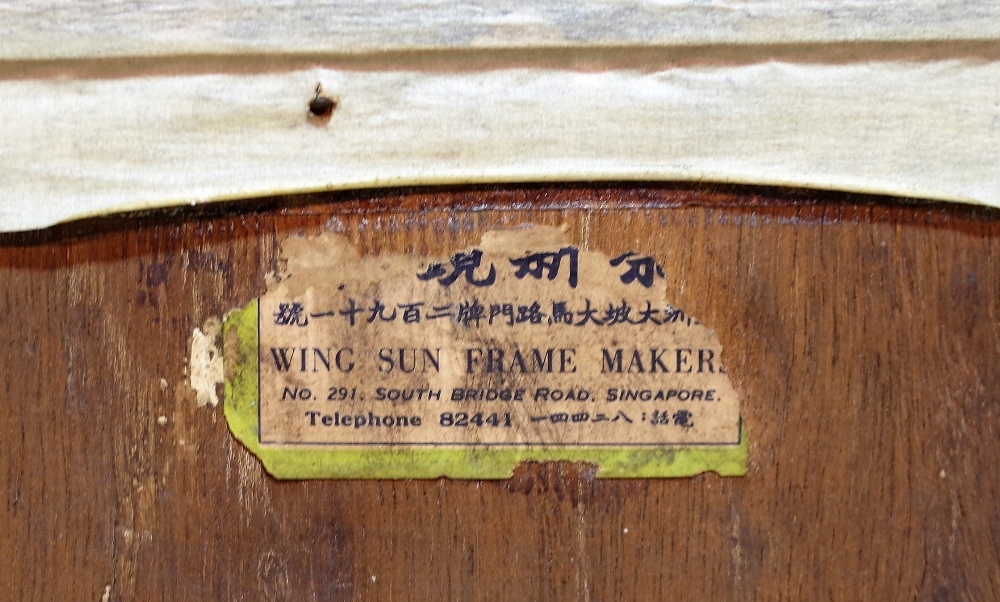 洲大坡大馬路門牌二百九十一號
WING SUN FRAME MAKERS
No. 291, SOUTH BRIDGE ROAD, SINGAPORE.
Telephone 82441 電話：八二四四一